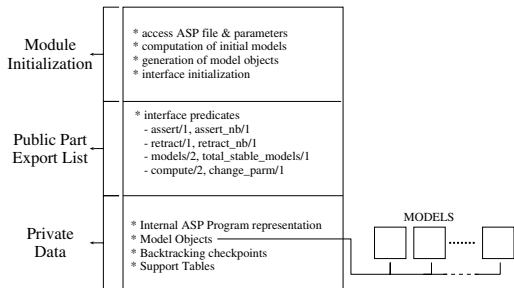 Module
Initialization
* access ASP file & parameters
* computation of initial models
* generation of model objects
* interface initialization
Public Part
Export List
* interface predicates
- assert/1, assert_nb/1
- retract/1, retract_nb/1
- models/2, total_stable_models/1
- compute/2, change_parm/1
Private
Data
* Internal ASP Program representation
* Model Objects
* Backtracking checkpoints
* Support Tables
MODELS